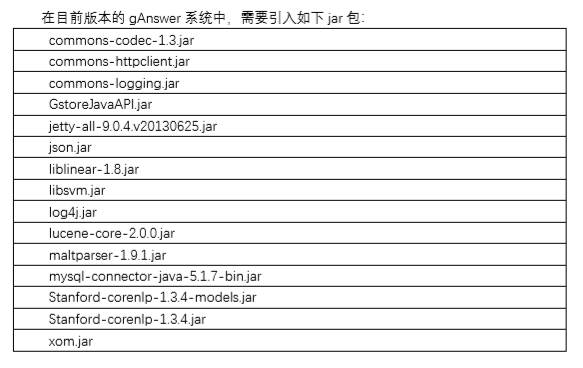 在目前版本的 gAnswer 系统中，需要引入如下 jar 包：
commons-codec-1.3.jar
commons-httpclient.jar
commons-logging.jar
GstoreJavaAPI.jar
jetty-all-9.0.4.v20130625.jar
json.jar
liblinear-1.8.jar
libsvm.jar
log4j.jar
lucene-core-2.0.0.jar
maltparser-1.9.1.jar
mysql-connector-java-5.1.7-bin.jar
Stanford-corenlp-1.3.4-models.jar
Stanford-corenlp-1.3.4.jar
xom.jar